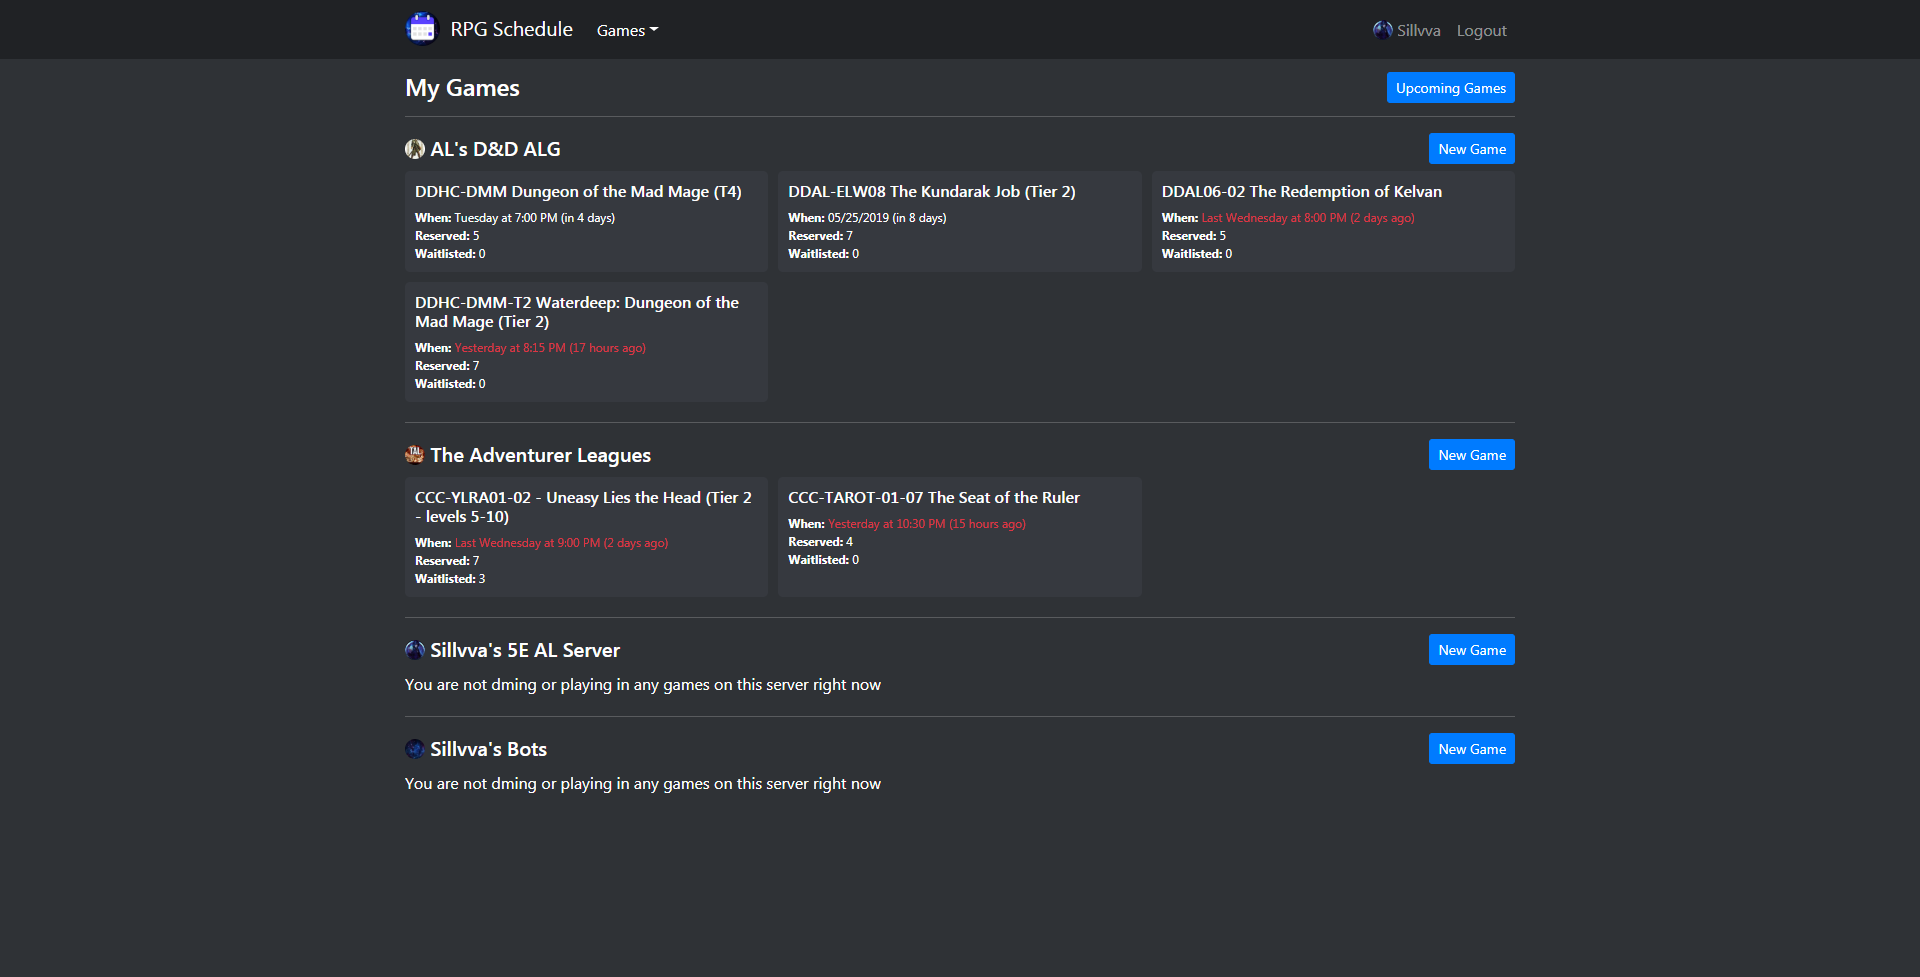 RPG Schedule Games Sillvva Logout
My Games Upcoming Games
AL's D&D ALG New Game
DDHC-DMM Dungeon of the Mad Mage (T4)
When: Tuesday at 7:00 PM (in 4 days)
Reserved: 5
Waitlisted: 0
DDAL-ELW08 The Kundarak Job (Tier 2)
When: 05/25/2019 (in 8 days)
Reserved: 7
Waitlisted: 0
DDAL06-02 The Redemption of Kelvan
When: Last Wednesday at 8:00 PM (2 days ago)
Reserved: 5
Waitlisted: 0
DDHC-DMM-T2 Waterdeep: Dungeon of the
Mad Mage (Tier 2)
When: Yesterday at 8:15 PM (17 hours ago)
Reserved: 7
Waitlisted: 0
TAL The Adventurer Leagues New Game
CCC-YLRA01-02 - Uneasy Lies the Head (Tier 2
- levels 5-10)
When: Last Wednesday at 9:00 PM (2 days ago)
Reserved: 7
Waitlisted: 3
CCC-TAROT-01-07 The Seat of the Ruler
When: Yesterday at 10:30 PM (15 hours ago)
Reserved: 4
Waitlisted: 0
Sillvva's 5E AL Server New Game
You are not dming or playing in any games on this server right now
Sillvva's Bots New Game
You are not dming or playing in any games on this server right now